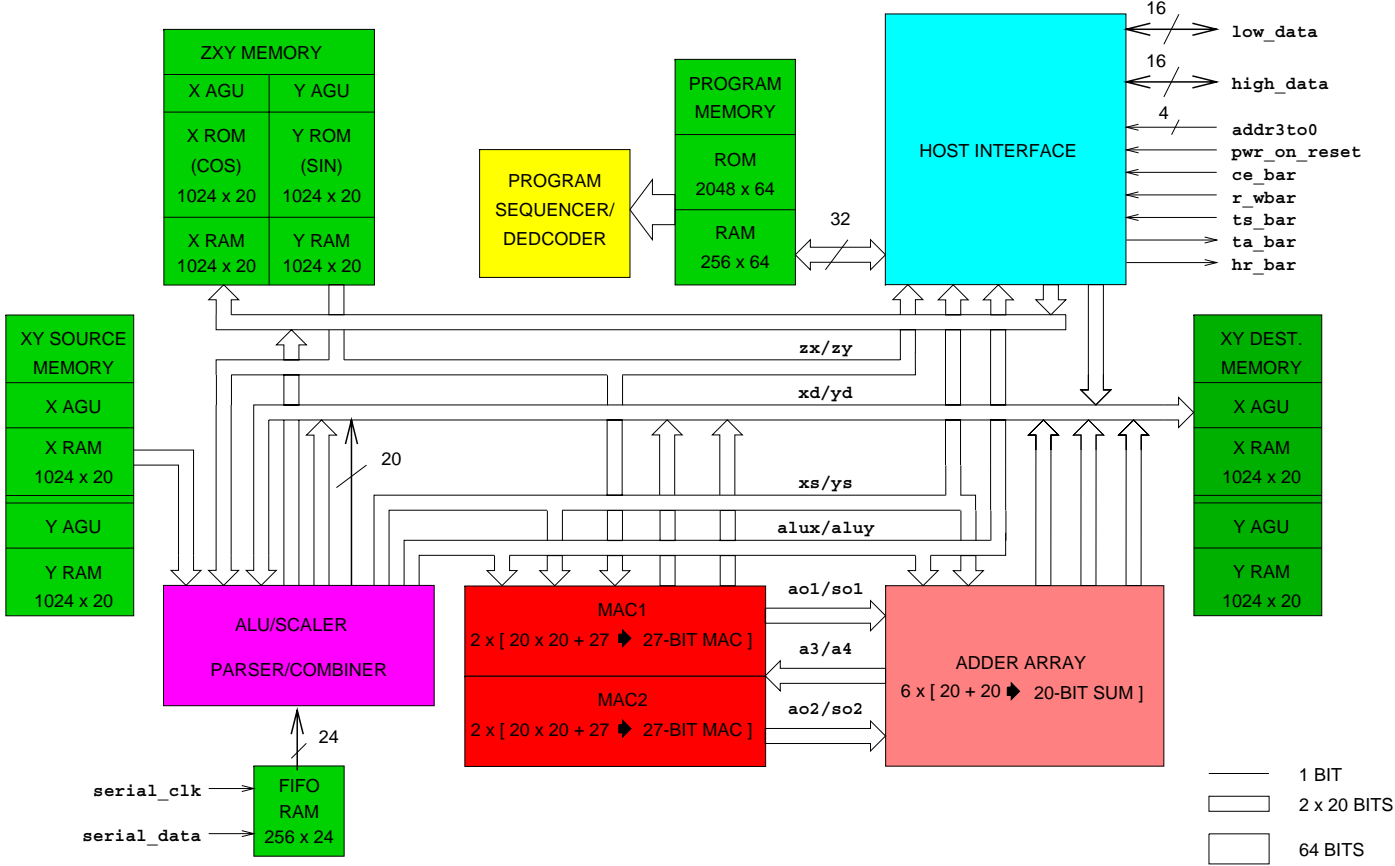 ZXY MEMORY
X AGU
Y AGU
X ROM
(COS)
1024 x 20
Y ROM
(SIN)
1024 x 20
X RAM
1024 x 20
Y RAM
1024 x 20
PROGRAM
SEQUENCER/
DEDCODER
PROGRAM
MEMORY
ROM
2048 x 64
RAM
256 x 64
32
HOST INTERFACE
16
low_data
16
high_data
4
addr3to0
pwr_on_reset
ce_bar
r_wbar
ts_bar
ta_bar
hr_bar
XY SOURCE
MEMORY
X AGU
X RAM
1024 x 20
Y AGU
Y RAM
1024 x 20
zx/zy
xd/yd
20
xs/ys
alux/aluy
XY DEST.
MEMORY
X AGU
X RAM
1024 x 20
Y AGU
Y RAM
1024 x 20
ALU/SCALER
PARSER/COMBINER
MAC1
2 x [ 20 x 20 + 27 🡆 27-BIT MAC ]
MAC2
2 x [ 20 x 20 + 27 🡆 27-BIT MAC ]
ao1/so1
a3/a4
ao2/so2
ADDER ARRAY
6 x [ 20 + 20 🡆 20-BIT SUM ]
24
serial_clk
serial_data
FIFO
RAM
256 x 24
1 BIT
2 x 20 BITS
64 BITS